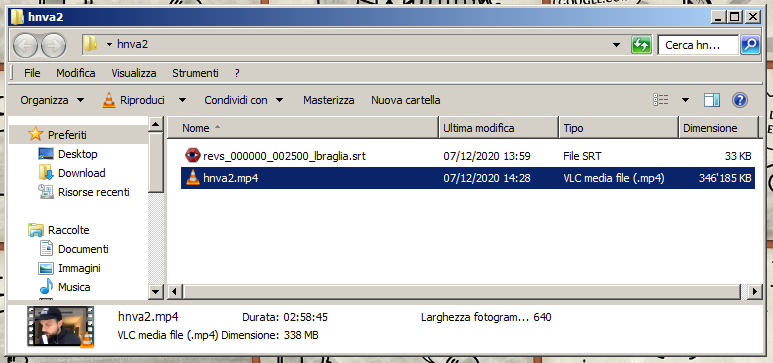 GOOGLE.COM
hnva2
hnva2
Cerca hn...
File Modifica Visualizza Strumenti ?
Organizza Riproduci Condividi con Masterizza Nuova cartella
Preferiti
Desktop
Download
Risorse recenti
Raccolte
Documenti
Immagini
Musica
Nome Ultima modifica Tipo Dimensione
revs_000000_002500_lbraglia.srt 07/12/2020 13:59 File SRT 33 KB
hnva2.mp4 07/12/2020 14:28 VLC media file (.mp4) 346'185 KB
hnva2.mp4 Durata: 02:58:45 Larghezza fotogram... 640
VLC media file (.mp4) Dimensione: 338 MB